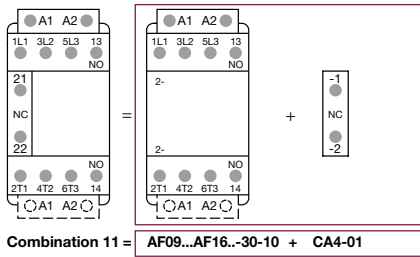 A1 A2 A1 A2
1L1 3L2 5L3 13 1L1 3L2 5L3 13
NO NO
21 2- -1
NC = + NC
22 2- -2
NO NO
2T1 4T2 6T3 14 2T1 4T2 6T3 14
A1 A2 A1 A2
Combination 11 = AF09...AF16..-30-10 + CA4-01